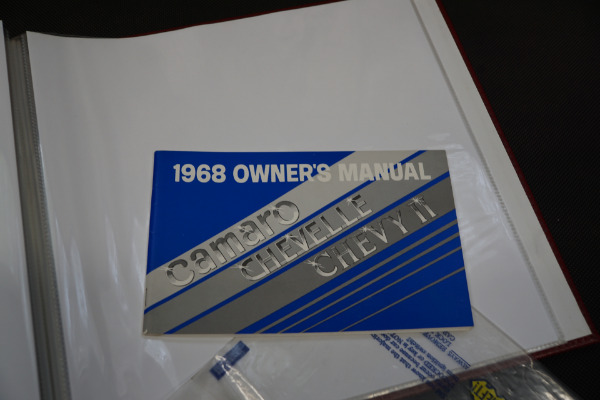 1968 OWNER'S MANUAL
camaro
CHEVELLE
CHEVY II